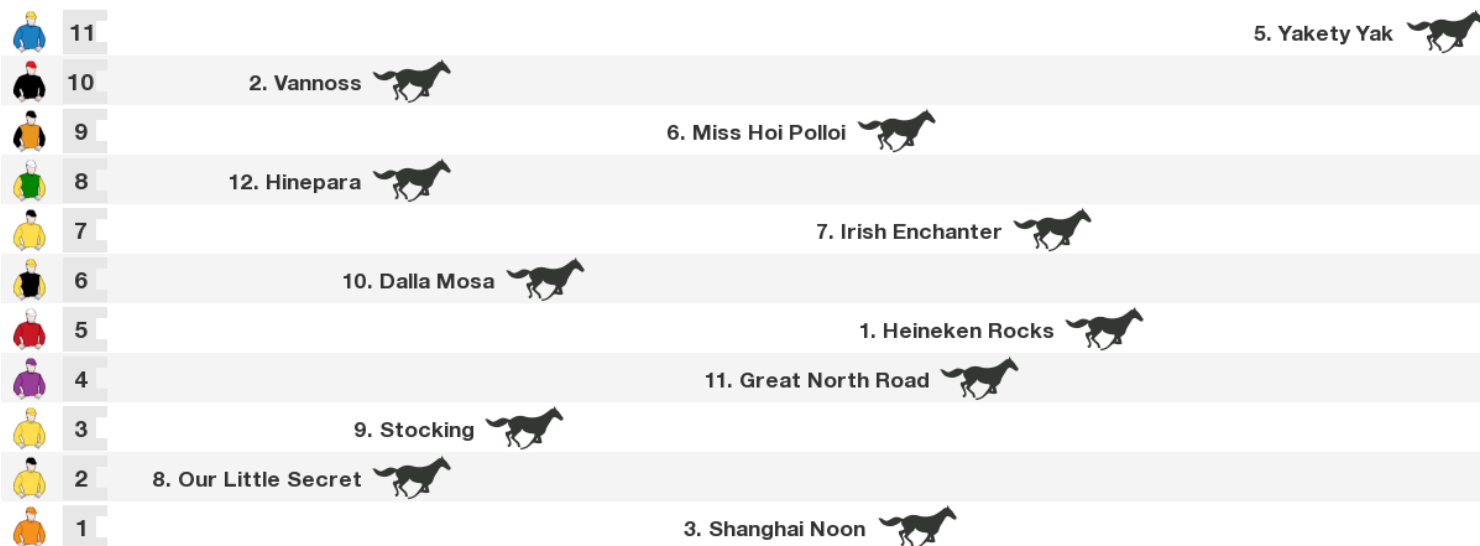 11 5. Yakety Yak
10 2. Vannoss
9 6. Miss Hoi Polloi
8 12. Hinepara
7 7. Irish Enchanter
6 10. Dalla Mosa
5 1. Heineken Rocks
4 11. Great North Road
3 9. Stocking
2 8. Our Little Secret
1 3. Shanghai Noon